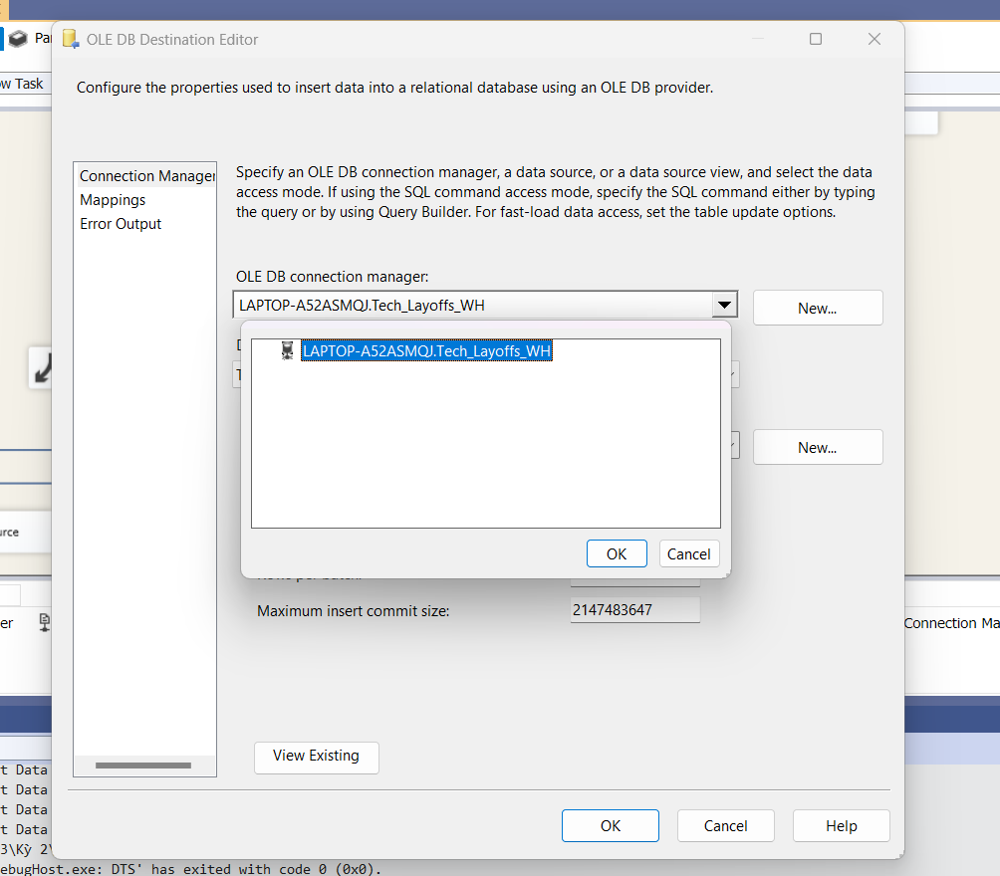 Par
OLE DB Destination Editor
ow Task
Configure the properties used to insert data into a relational database using an OLE DB provider.
Connection Manager
Mappings
Error Output
Specify an OLE DB connection manager, a data source, or a data source view, and select the data
access mode. If using the SQL command access mode, specify the SQL command either by typing
the query or by using Query Builder. For fast-load data access, set the table update options.
OLE DB connection manager:
LAPTOP-A52ASMQJ.Tech_Layoffs_WH
New...
LAPTOP-A52ASMQJ.Tech_Layoffs_WH
New...
urce
OK
Cancel
Maximum insert commit size:
2147483647
er
Connection Ma
View Existing
t Data
t Data
t Data
t Data
OK
Cancel
Help
3\Kỳ 2\
ebugHost.exe: DTS' has exited with code 0 (0x0).